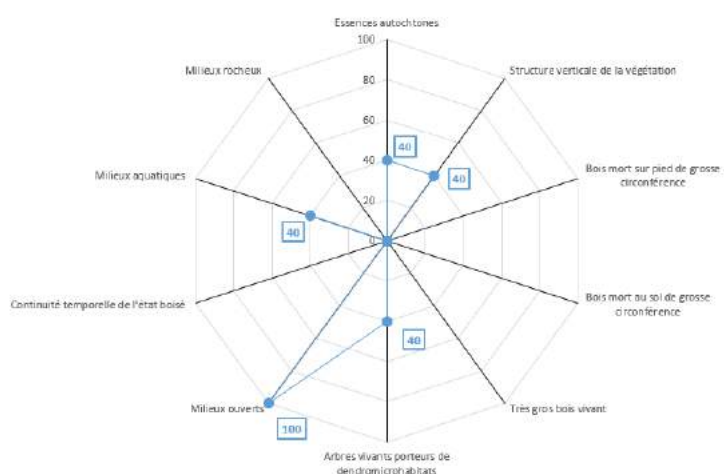 Essences autochtones
100
Milieux rocheux
Structure verticale de la végétation
80
60
40
40
Milieux aquatiques
40
Bois mort sur pied de grosse
circonférence
20
40
0
Continuité temporelle de l'état boisé
Bois mort au sol de grosse
circonférence
40
Milieux ouverts
Très gros bois vivant
100
Arbres vivants porteurs de
dendromicrohabitats